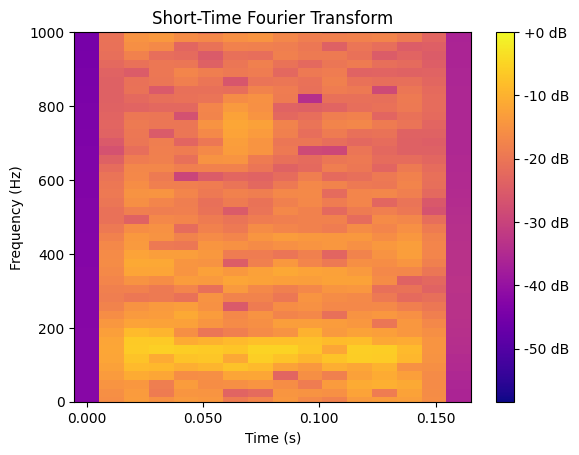 Short-Time Fourier Transform
Frequency (Hz)
1000
800
600
400
200
0
0.000
0.050
0.100
0.150
Time (s)
+0 dB
-10 dB
-20 dB
-30 dB
-40 dB
-50 dB